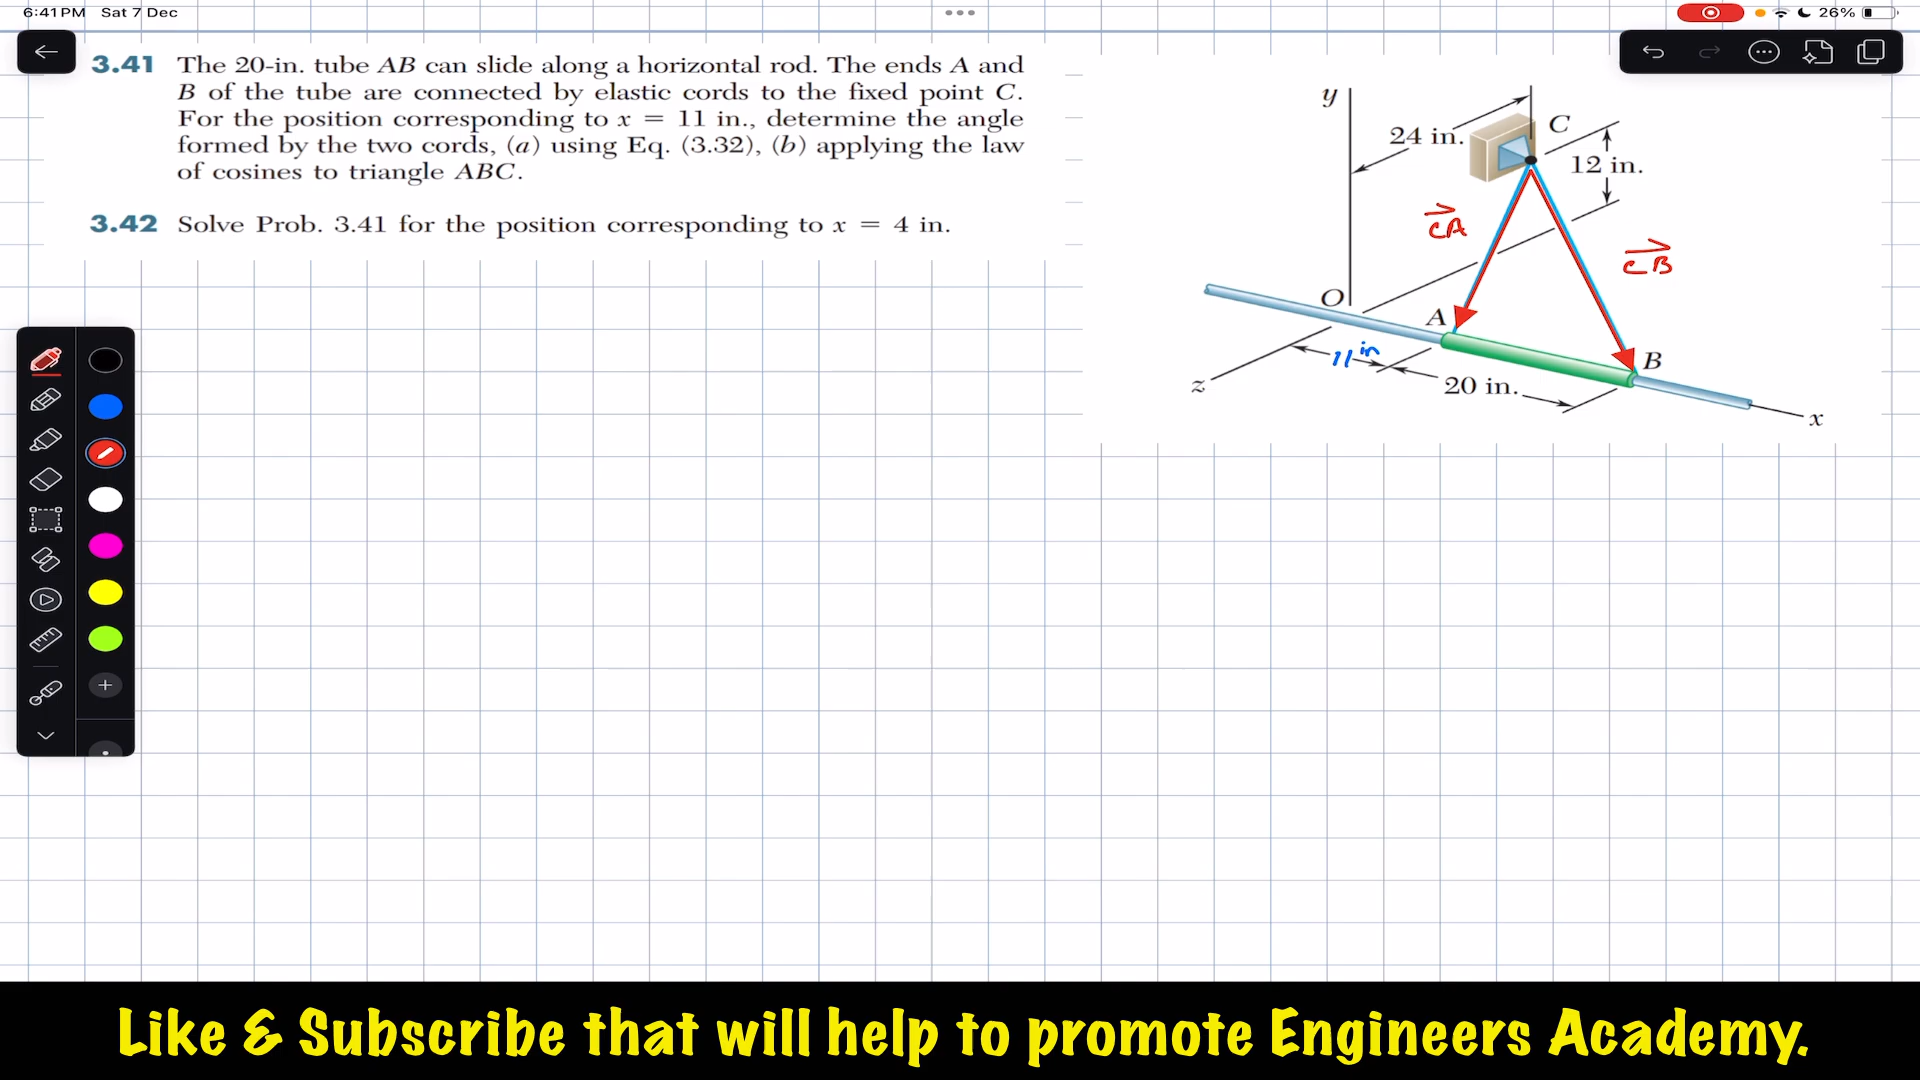 6:41 PM Sat 7 Dec
26%
3.41 The 20-in. tube AB can slide along a horizontal rod. The ends A and
B of the tube are connected by elastic cords to the fixed point C.
For the position corresponding to x = 11 in., determine the angle
formed by the two cords, (a) using Eq. (3.32), (b) applying the law
of cosines to triangle ABC.
3.42 Solve Prob. 3.41 for the position corresponding to x = 4 in.
y
24 in.
C
12 in.
CA
CB
O
A
11 in
B
20 in.
z
x
Like & Subscribe that will help to promote Engineers Academy.